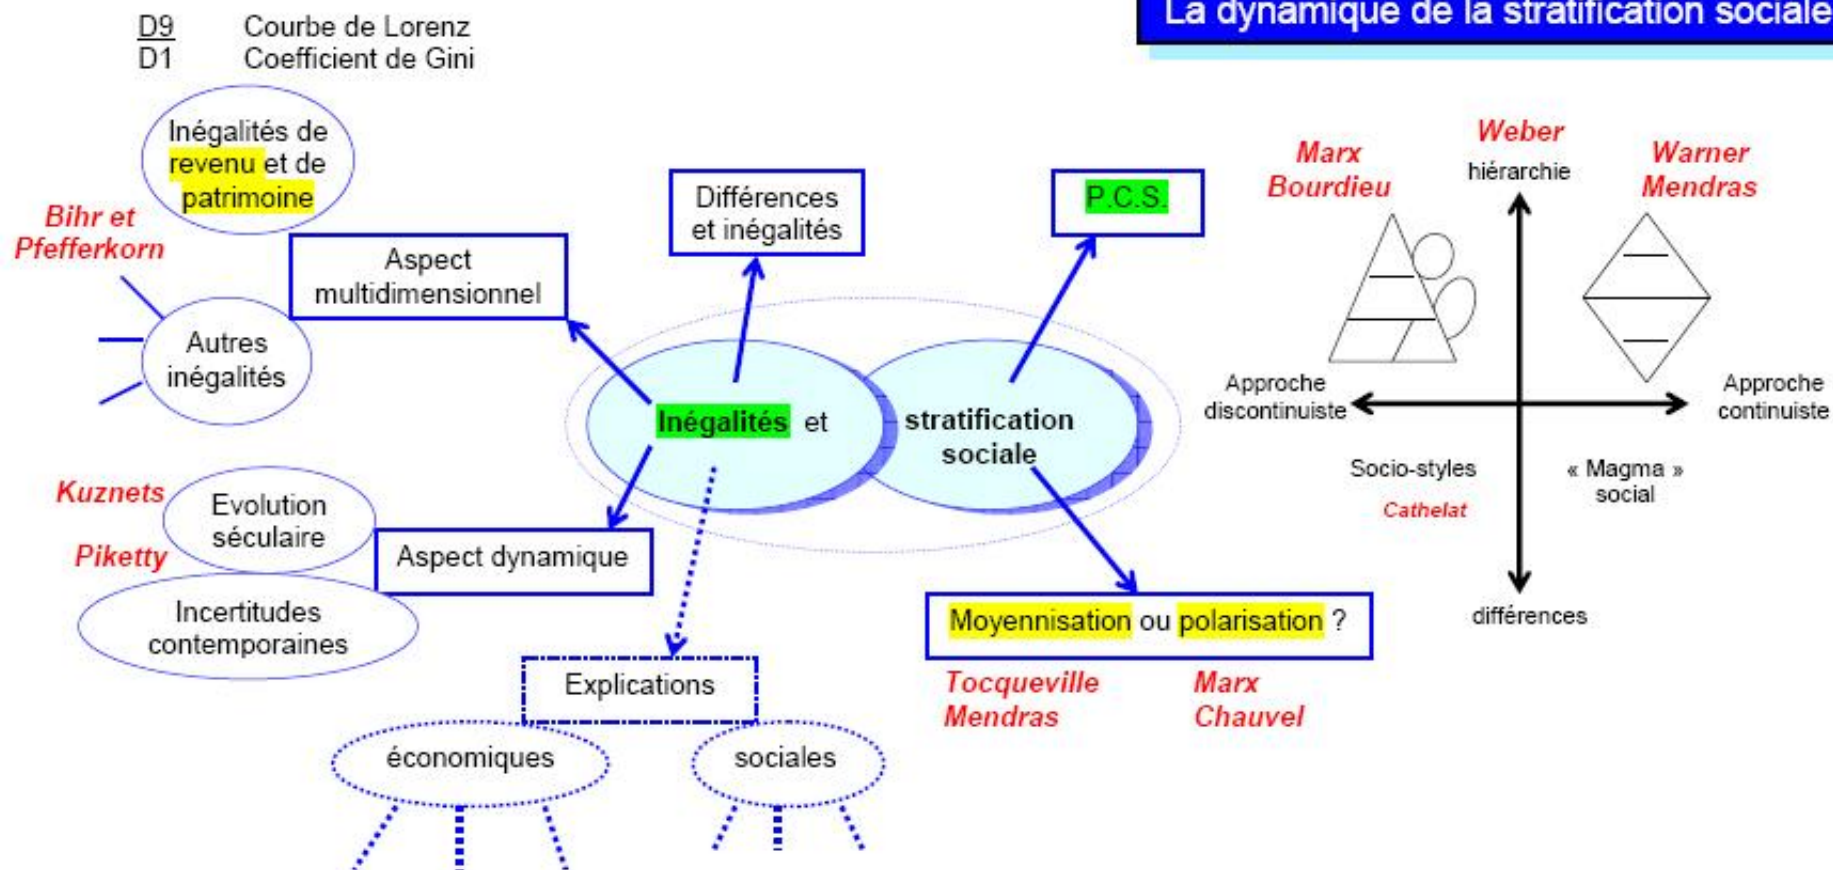 La dynamique de la stratification sociale
D9 Courbe de Lorenz
D1 Coefficient de Gini
Inégalités de
revenu et de
patrimoine
Bihr et
Pfefferkorn
Aspect
multidimensionnel
Autres
inégalités
Différences
et inégalités
P.C.S.
Inégalités et
stratification
sociale
Kuznets
Evolution
séculaire
Piketty
Aspect dynamique
Incertitudes
contemporaines
Explications
économiques
sociales
Moyennisation ou polarisation ?
Tocqueville
Mendras
Marx
Chauvel
Marx
Bourdieu
Weber
hiérarchie
Warner
Mendras
Approche
discontinuiste
Approche
continuiste
Socio-styles
Cathelat
« Magma »
social
différences